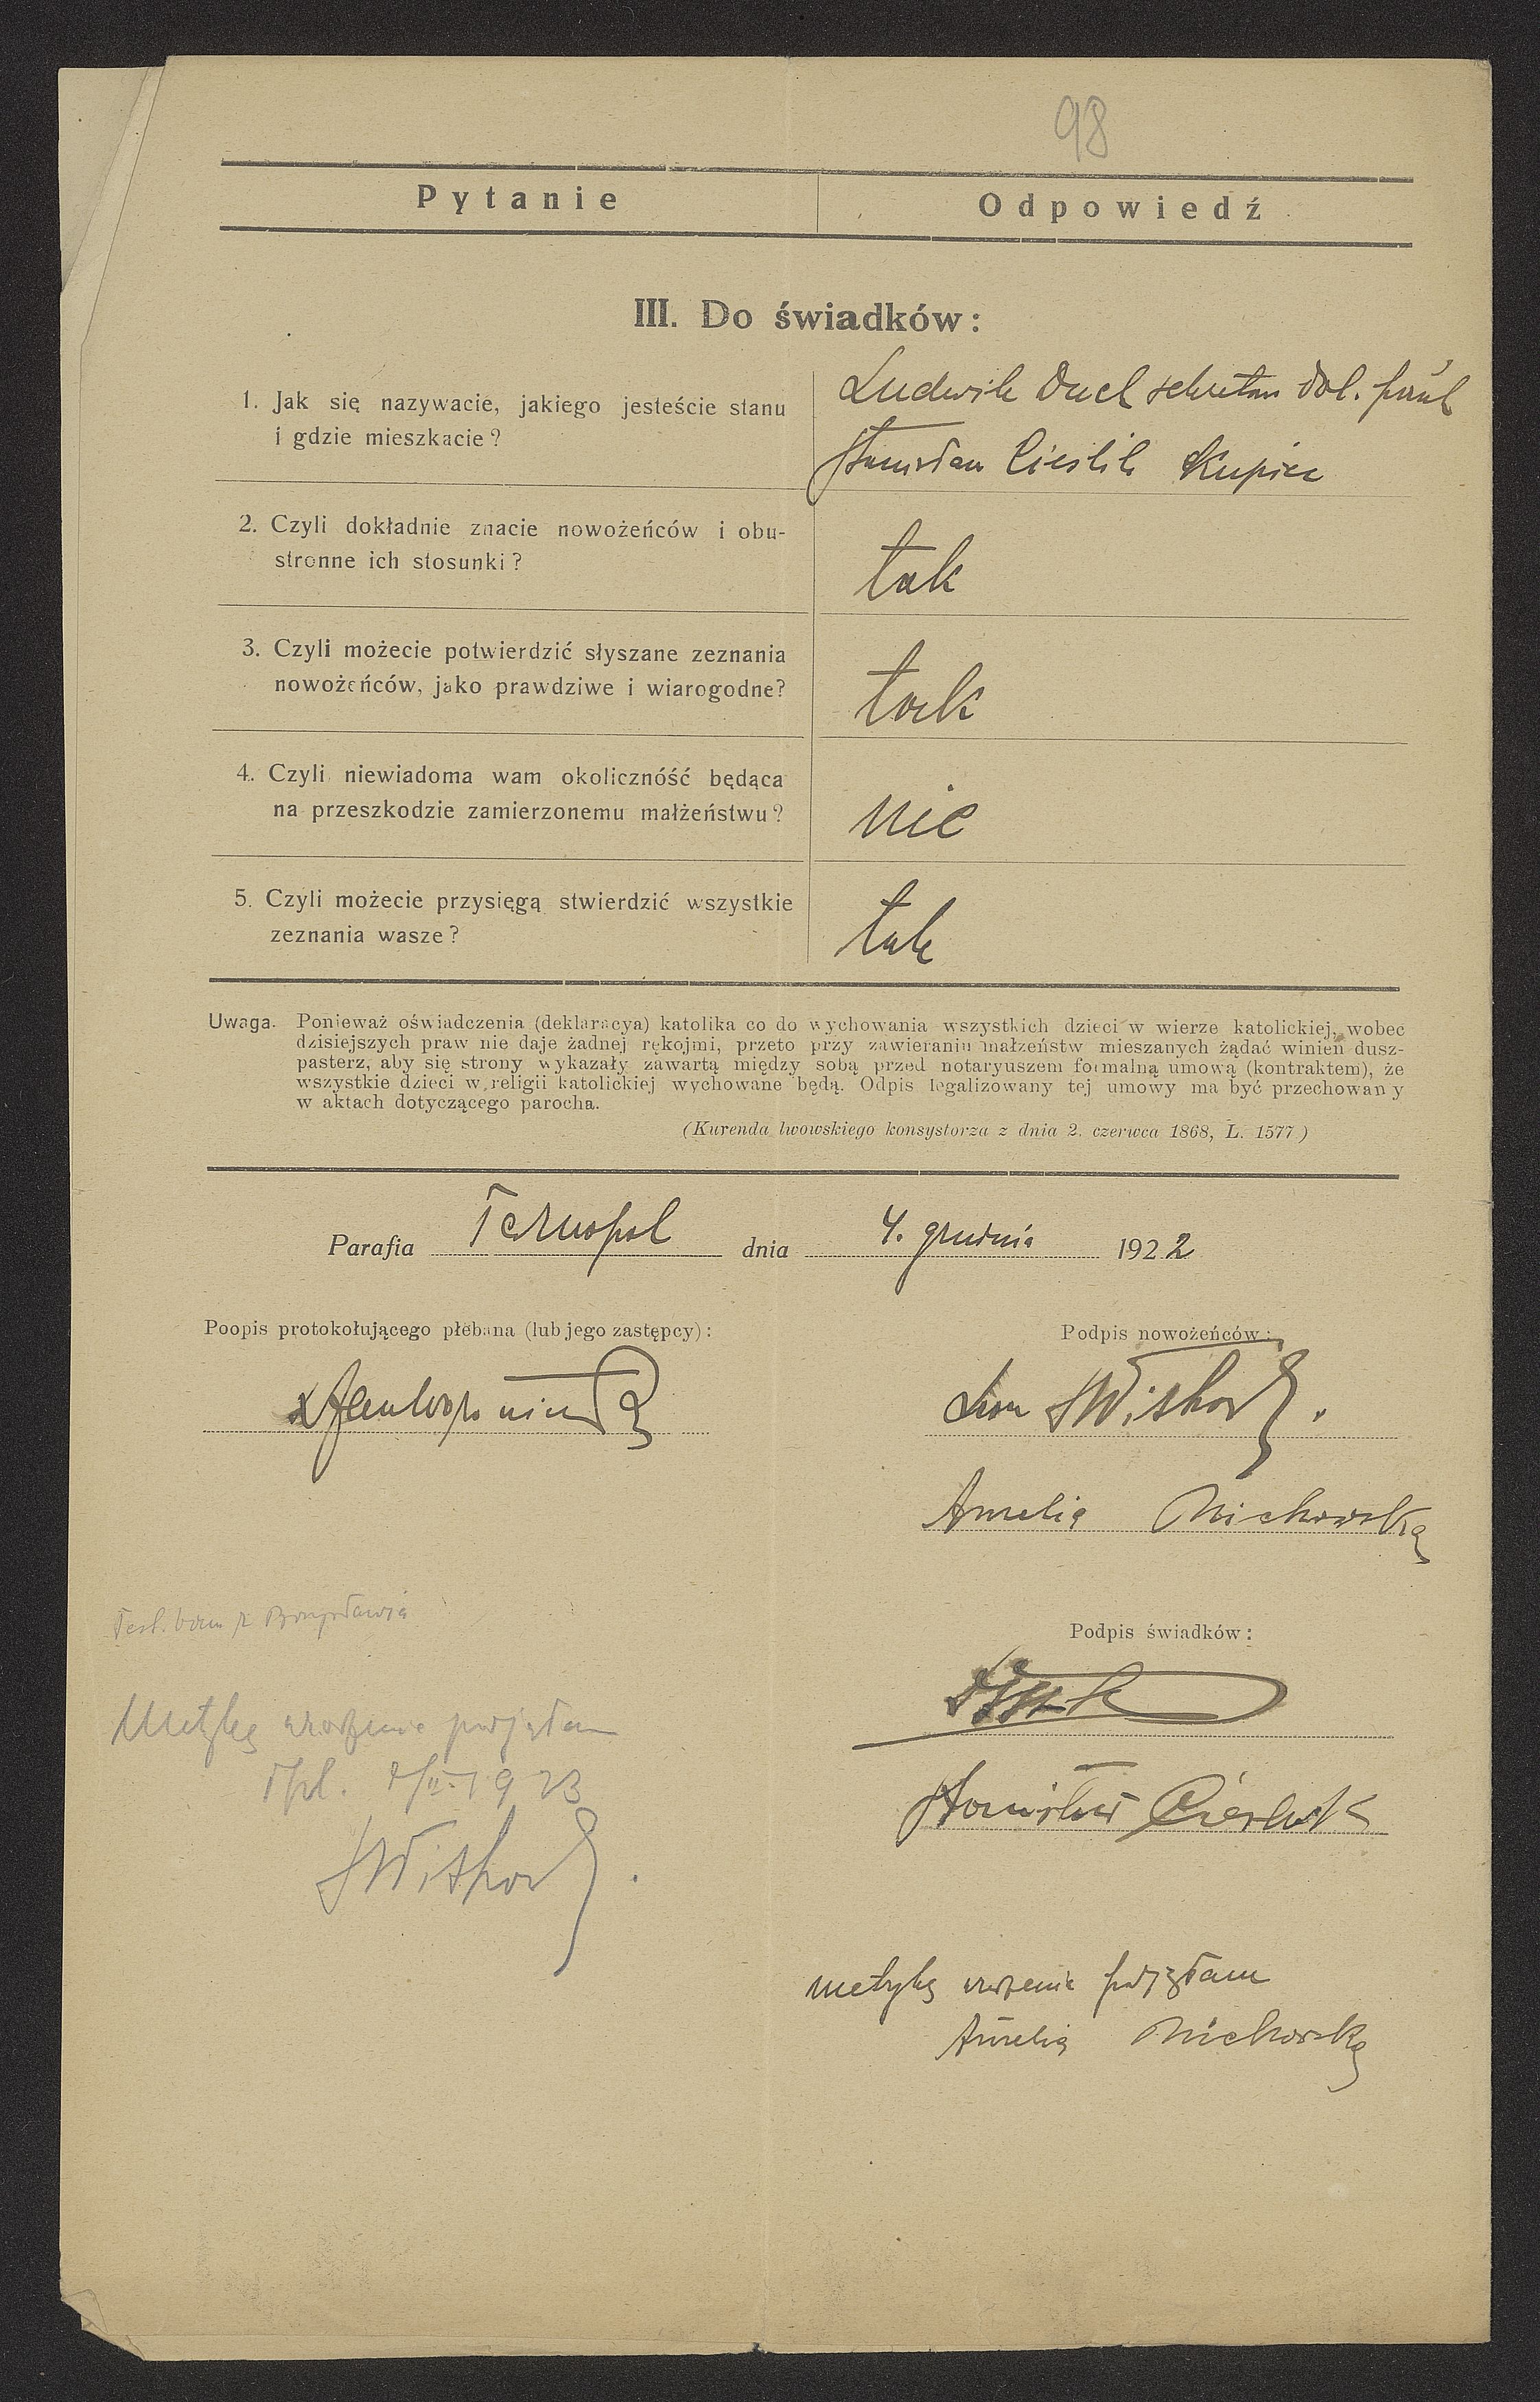 98
Pytanie Odpowiedź
III. Do świadków:
1. Jak się nazywacie, jakiego jesteście stanu
i gdzie mieszkacie?
Ludwik Duch sekretarz
Stanisław Cieślik Kupiec
2. Czyli dokładnie znacie nowożeńców i obu-
stronne ich stosunki?
tak
3. Czyli możecie potwierdzić słyszane zeznania
nowożeńców, jako prawdziwe i wiarogodne?
tak
4. Czyli niewiadoma wam okolicznóść będąca
na przeszkodzie zamierzonemu małżeństwu?
nie
5. Czyli możecie przysięgą stwierdzić wszystkie
zeznania wasze?
tak
Uwaga. Ponieważ oświadczenia (deklaracya) katolika co do wychowania wszystkich dzieci w wierze katolickiej, wobec
dzisiejszych praw nie daje żadnej rękojmi, przeto przy zawieraniu małżeństw mieszanych żądać winien dusz-
pasterz, aby się strony wykazały zawartą między sobą przed notaryuszem formalną umową (kontraktem), że
wszystkie dzieci w religii katolickiej wychowane będą. Odpis legalizowany tej umowy ma być przechowany
w aktach dotyczącego parocha.
(Kurenda lwowskiego konsystorza z dnia 2. czerwca 1868, L. 1577)
Parafia Tarnopol dnia 4. grudnia 1922
Poopis protokołującego plebana (lub jego zastępcy):
Podpis nowożeńców:
Amelia Michowska
Podpis świadków:
Stanisław Cieślik
Metrykę urodzenia podjąłem
Tpl. 1923
metrykę urodzenia podjęłam
Amelia Michowska